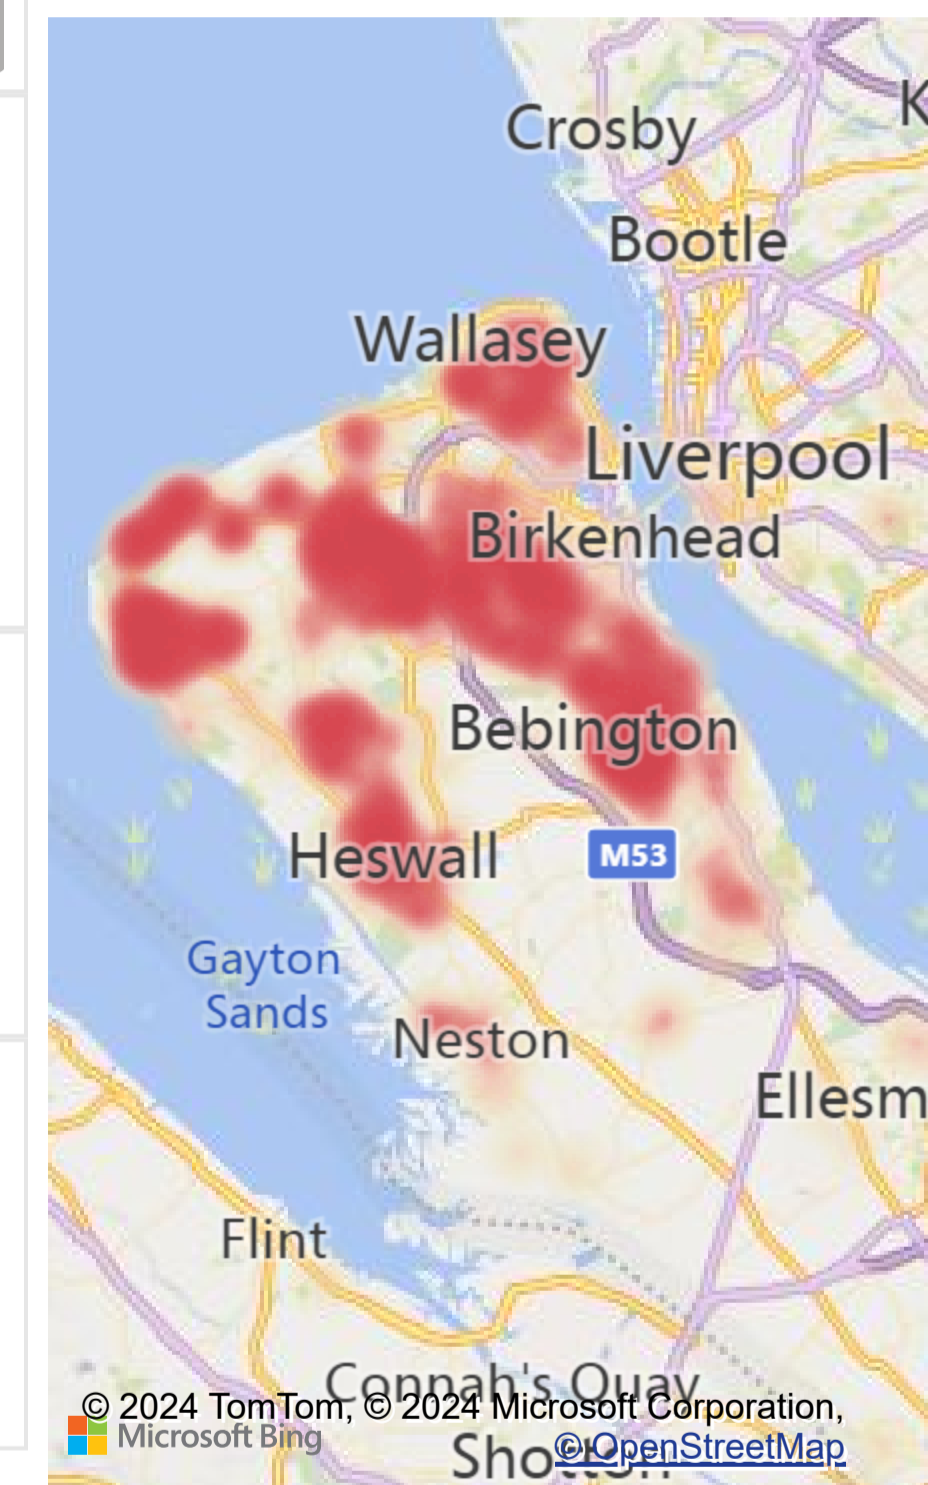 Crosby
K
Bootle
Wallasey
Liverpool
Birkenhead
Bebington
M53
Heswall
Gayton
Sands
Neston
Ellesm
Flint
Connah's Quay
© 2024 TomTom, © 2024 Microsoft Corporation,
Microsoft Bing
© OpenStreetMap
Shotton